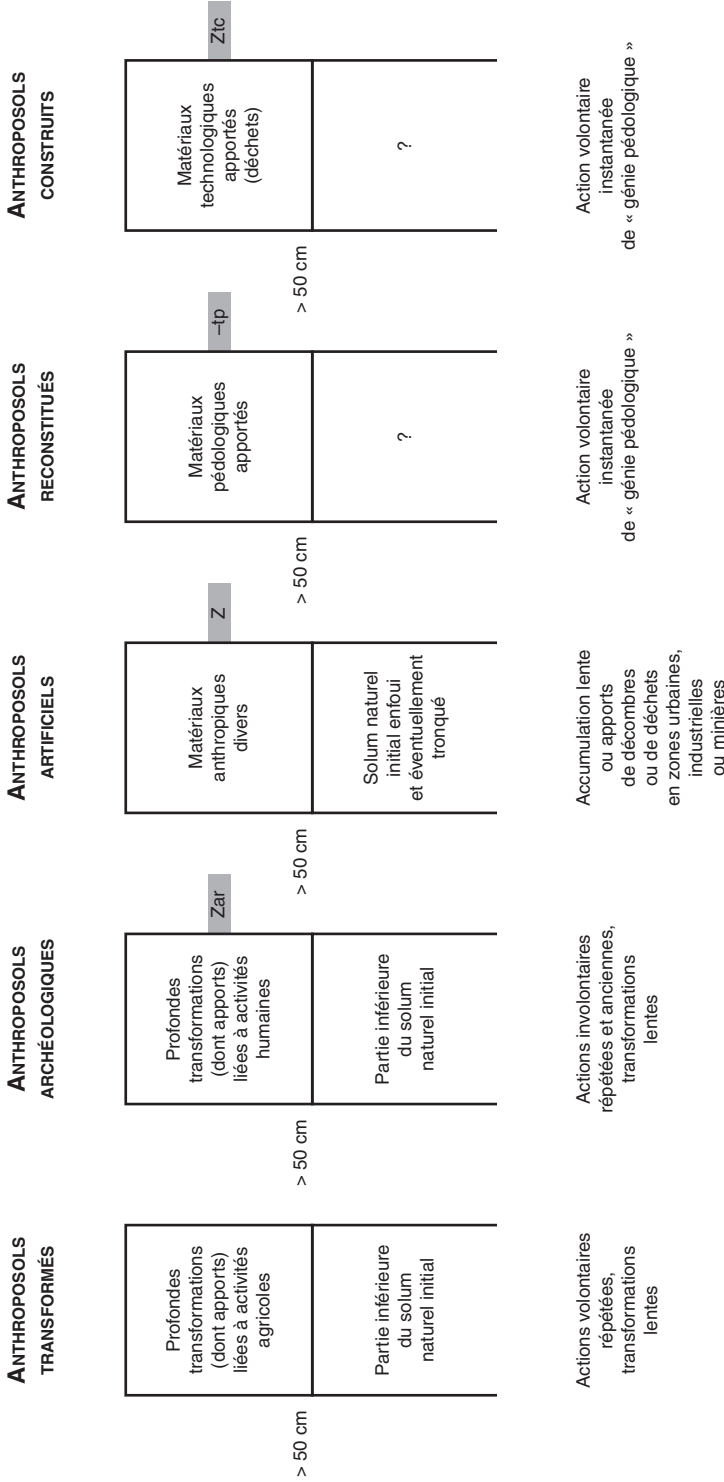 ANTHROPOSOLS
TRANSFORMÉS
> 50 cm
Profondes
transformations
(dont apports)
liées à activités
agricoles
Partie inférieure
du solum
naturel initial
Actions volontaires
répétées,
transformations
lentes
ANTHROPOSOLS
ARCHÉOLOGIQUES
> 50 cm
Profondes
transformations
(dont apports)
liées à activités
humaines
Zar
Partie inférieure
du solum
naturel initial
Actions involontaires
répétées et anciennes,
transformations
lentes
ANTHROPOSOLS
ARTIFICIELS
> 50 cm
Matériaux
anthropiques
divers
Z
Solum naturel
initial enfoui
et éventuellement
tronqué
Accumulation lente
ou apports
de décombres
ou de déchets
en zones urbaines,
industrielles
ou minières
ANTHROPOSOLS
RECONSTITUÉS
> 50 cm
Matériaux
pédologiques
apportés
–tp
?
Action volontaire
instantanée
de « génie pédologique »
ANTHROPOSOLS
CONSTRUITS
> 50 cm
Matériaux
technologiques
apportés
(déchets)
Ztc
?
Action volontaire
instantanée
de « génie pédologique »